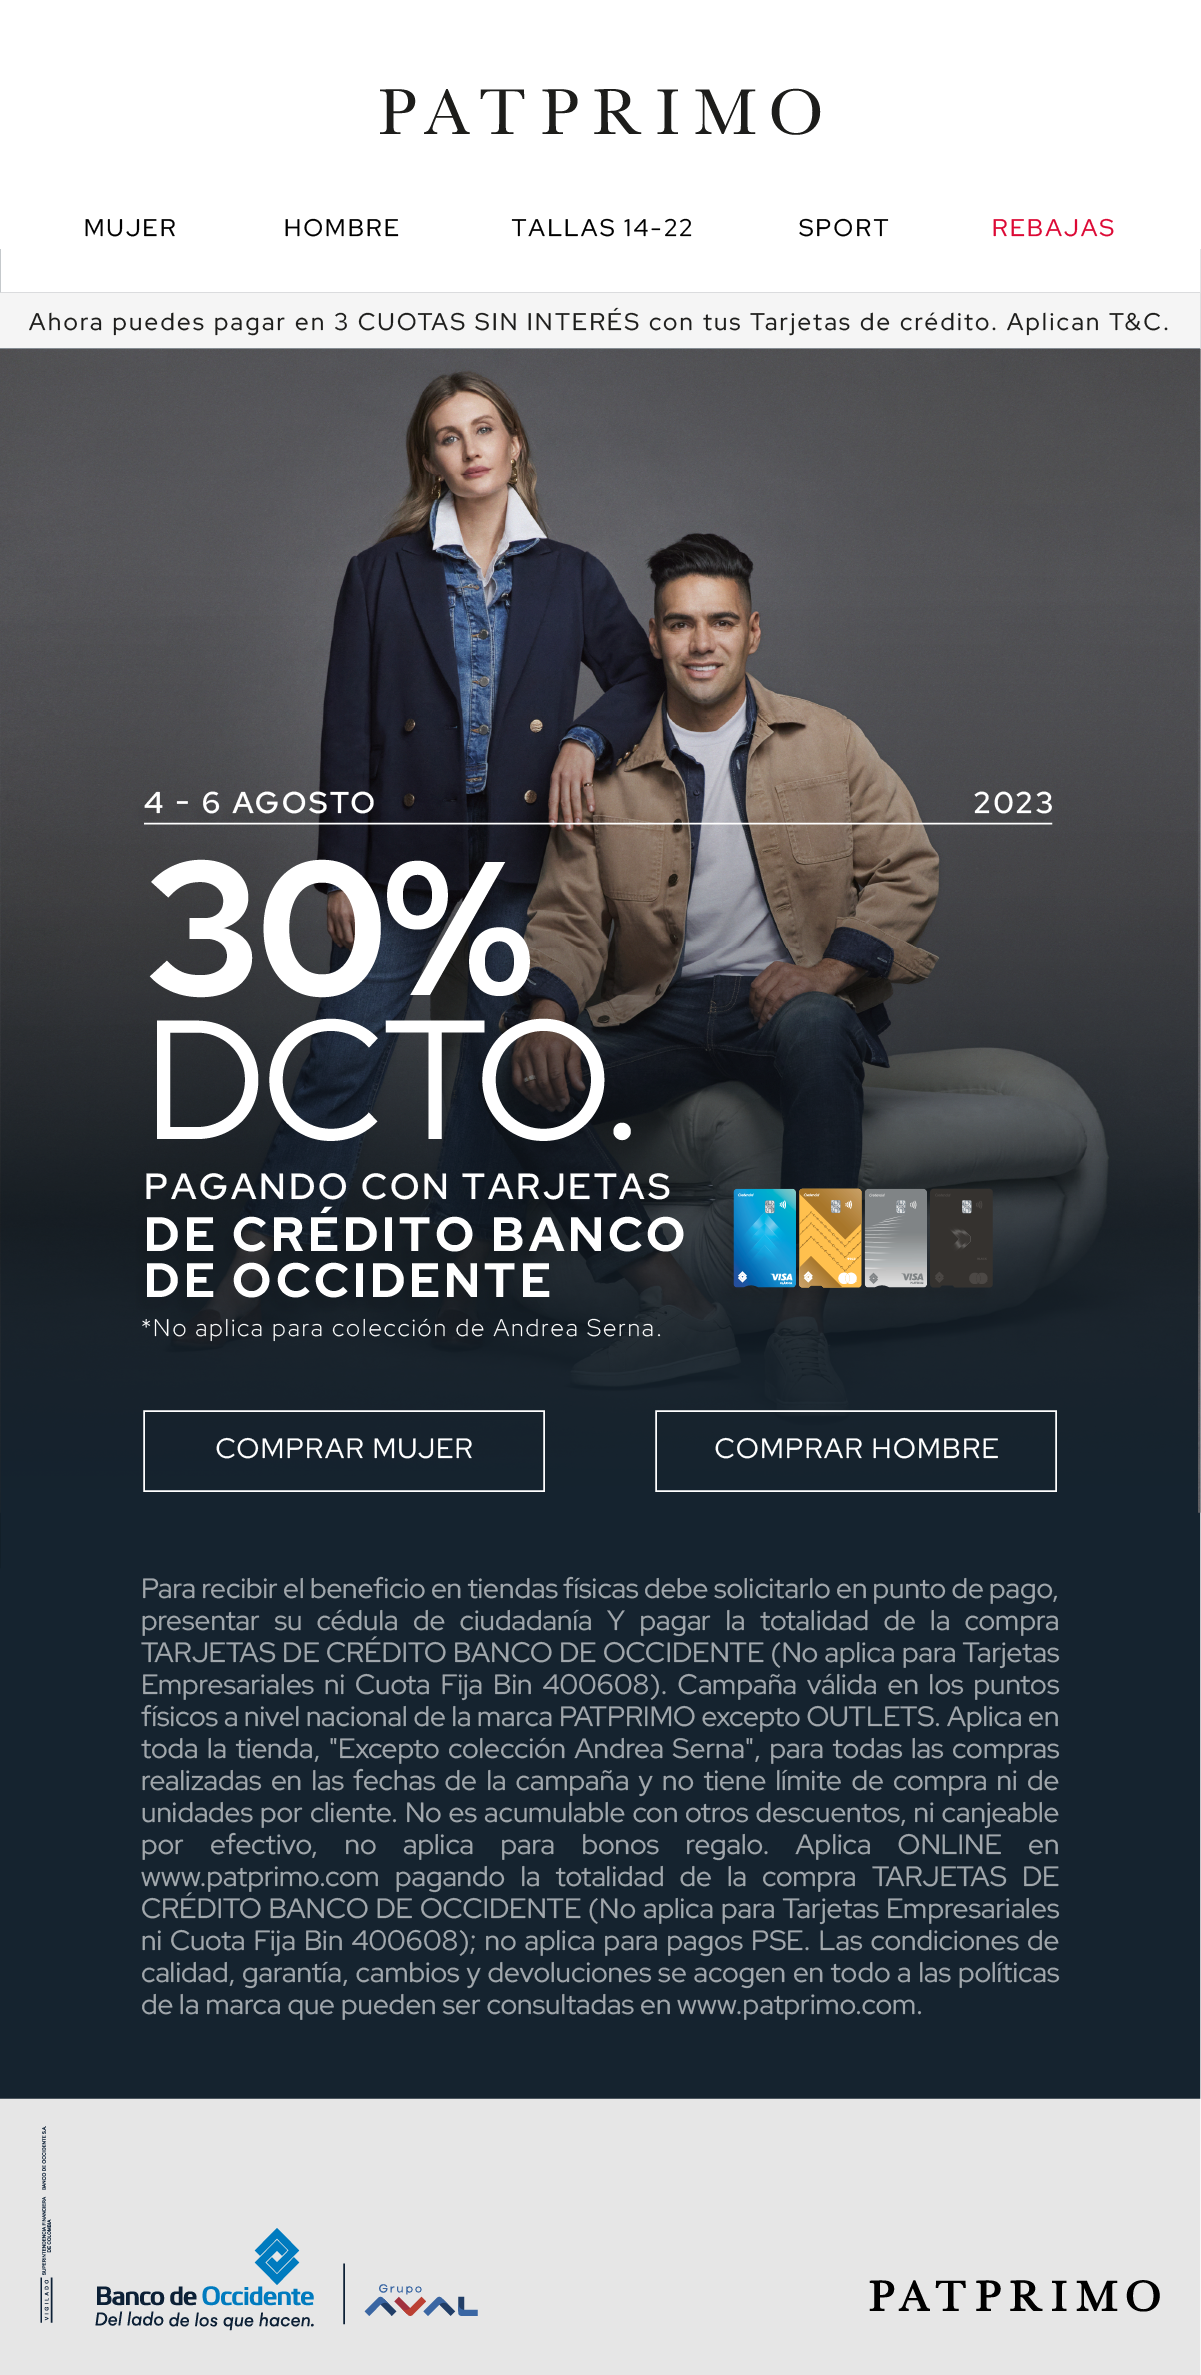 PATPRIMO
MUJER HOMBRE TALLAS 14-22 SPORT REBAJAS
Ahora puedes pagar en 3 CUOTAS SIN INTERÉS con tus Tarjetas de crédito. Aplican T&C.
4 - 6 AGOSTO 2023
30%
DCTO.
PAGANDO CON TARJETAS
DE CRÉDITO BANCO
DE OCCIDENTE
*No aplica para colección de Andrea Serna.
VISA
VISA
COMPRAR MUJER COMPRAR HOMBRE
Para recibir el beneficio en tiendas físicas debe solicitarlo en punto de pago,
presentar su cédula de ciudadanía Y pagar la totalidad de la compra
TARJETAS DE CRÉDITO BANCO DE OCCIDENTE (No aplica para Tarjetas
Empresariales ni Cuota Fija Bin 400608). Campaña válida en los puntos
físicos a nivel nacional de la marca PATPRIMO excepto OUTLETS. Aplica en
toda la tienda, "Excepto colección Andrea Serna", para todas las compras
realizadas en las fechas de la campaña y no tiene límite de compra ni de
unidades por cliente. No es acumulable con otros descuentos, ni canjeable
por efectivo, no aplica para bonos regalo. Aplica ONLINE en
www.patprimo.com pagando la totalidad de la compra TARJETAS DE
CRÉDITO BANCO DE OCCIDENTE (No aplica para Tarjetas Empresariales
ni Cuota Fija Bin 400608); no aplica para pagos PSE. Las condiciones de
calidad, garantía, cambios y devoluciones se acogen en todo a las políticas
de la marca que pueden ser consultadas en www.patprimo.com.
VIGILADO SUPERINTENDENCIA FINANCIERA DE COLOMBIA BANCO DE OCCIDENTE S.A.
Banco de Occidente
Del lado de los que hacen.
Grupo
AVAL
PATPRIMO